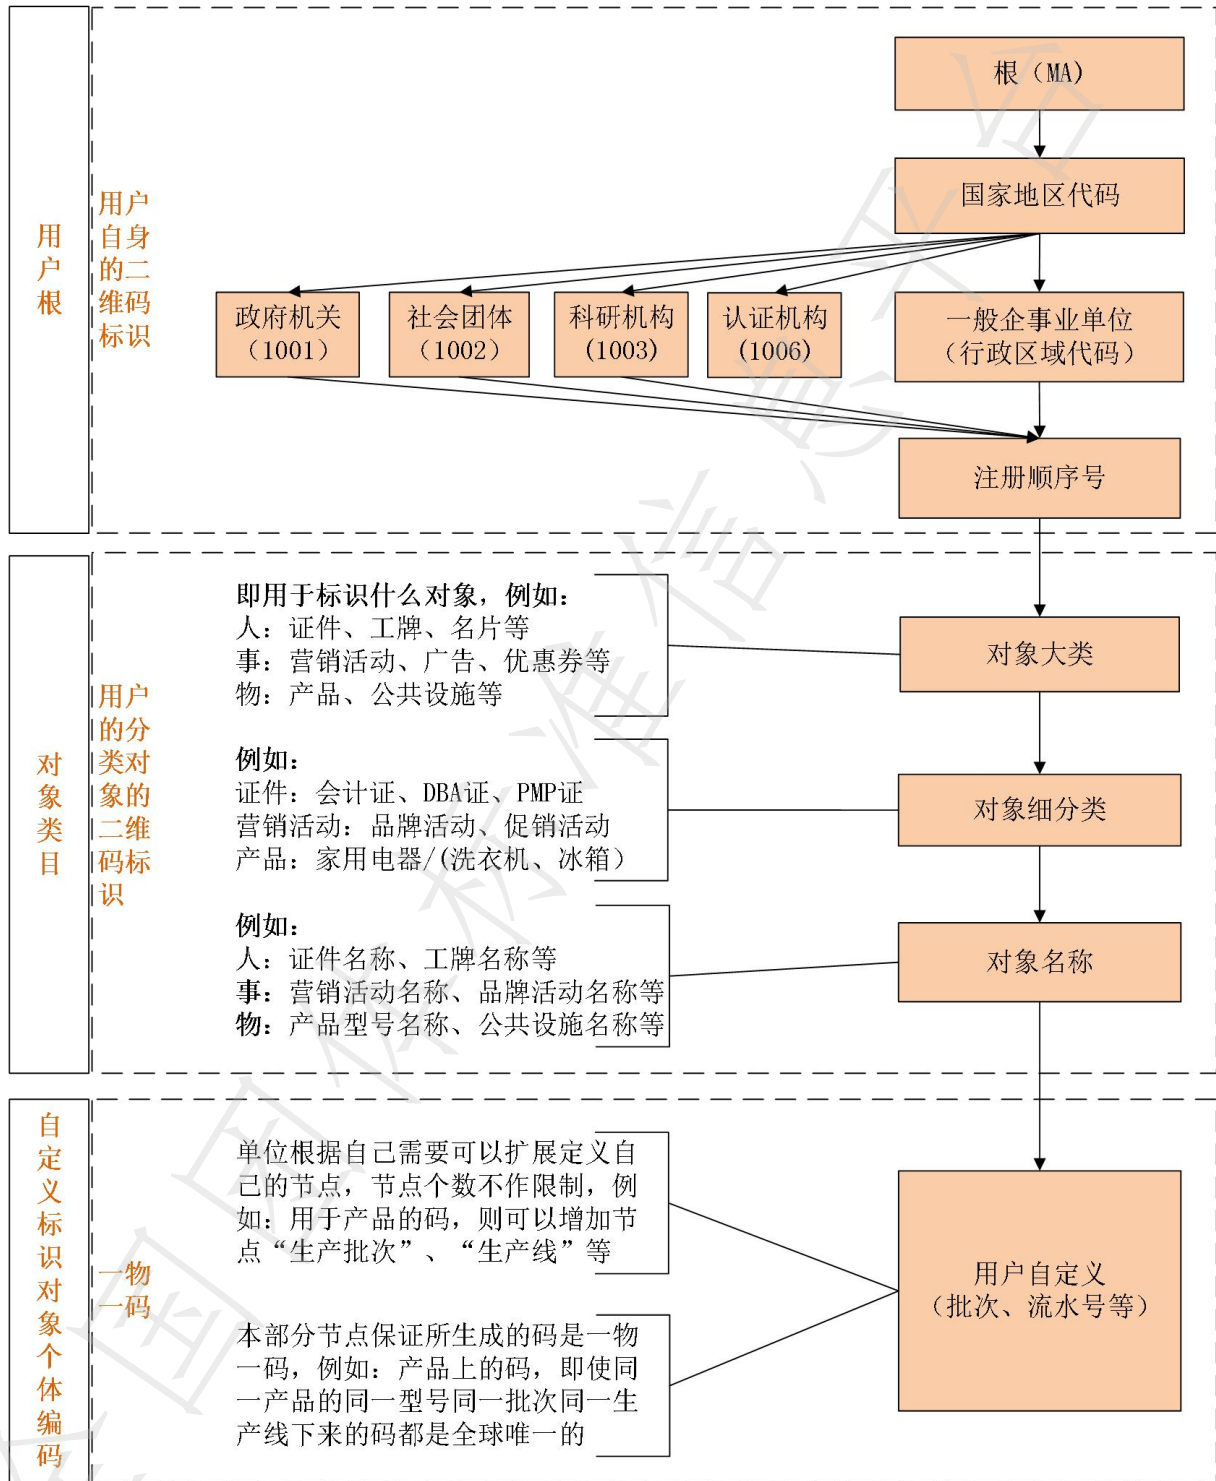 用
户
根
用户
自身
的二
维码
标识
根（MA）
国家地区代码
政府机关
（1001）
社会团体
（1002）
科研机构
(1003)
认证机构
(1006)
一般企事业单位
（行政区域代码）
注册顺序号
对
象
类
目
用户
的分
类对
象的
二维
码标
识
即用于标识什么对象，例如：
人：证件、工牌、名片等
事：营销活动、广告、优惠券等
物：产品、公共设施等
对象大类
例如：
证件：会计证、DBA证、PMP证
营销活动：品牌活动、促销活动
产品：家用电器/(洗衣机、冰箱）
对象细分类
例如：
人：证件名称、工牌名称等
事：营销活动名称、品牌活动名称等
物：产品型号名称、公共设施名称等
对象名称
自
定
义
标
识
对
象
个
体
编
码
一物
一码
单位根据自己需要可以扩展定义自
己的节点，节点个数不作限制，例
如：用于产品的码，则可以增加节
点“生产批次”、“生产线”等
本部分节点保证所生成的码是一物
一码，例如：产品上的码，即使同
一产品的同一型号同一批次同一生
产线下来的码都是全球唯一的
用户自定义
（批次、流水号等）
全国团体标准信息平台